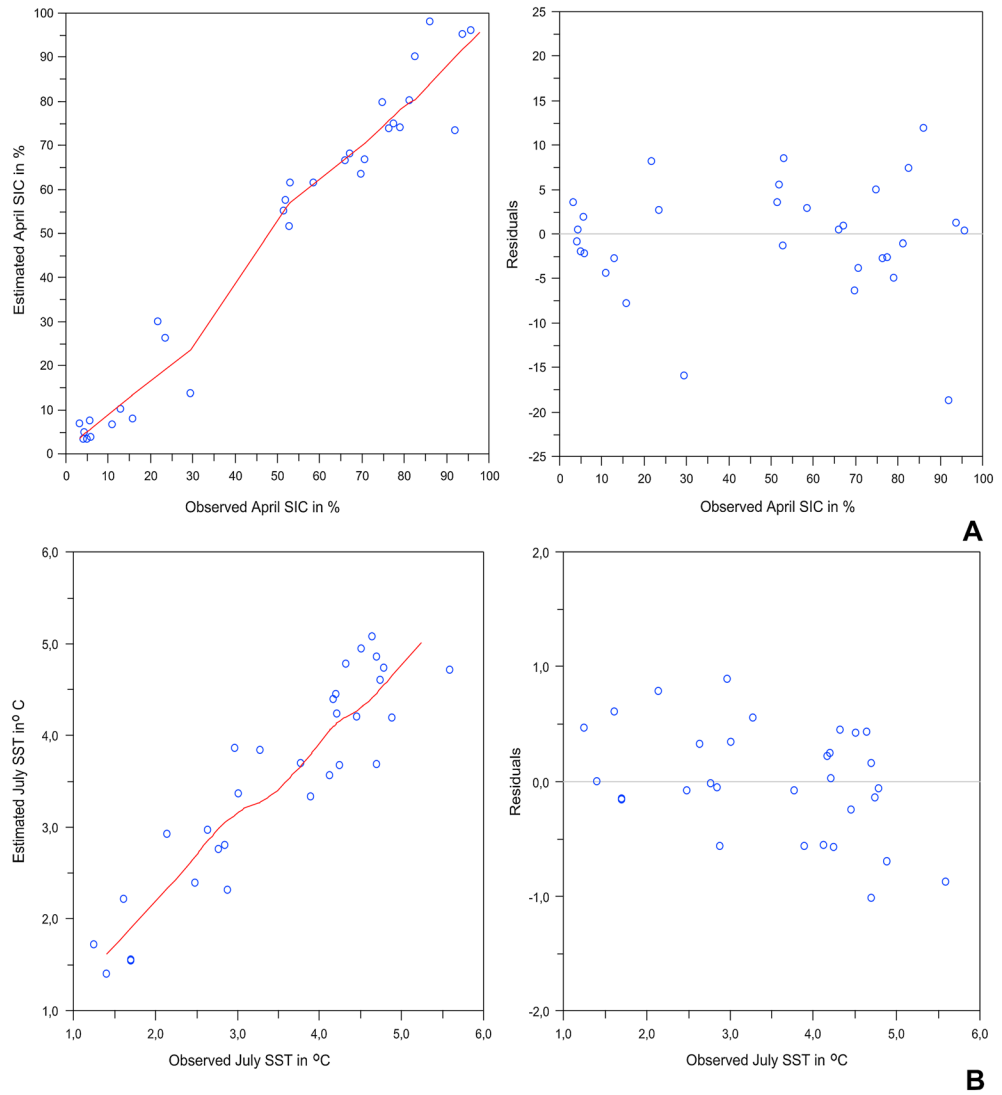 100
90
80
70
60
50
40
30
20
10
0
Estimated April SIC in %
0 10 20 30 40 50 60 70 80 90 100
Observed April SIC in %
25
20
15
10
5
0
-5
-10
-15
-20
-25
Residuals
0 10 20 30 40 50 60 70 80 90 100
Observed April SIC in %
A
6,0
5,0
4,0
3,0
2,0
1,0
Estimated July SST in º C
1,0 2,0 3,0 4,0 5,0 6,0
Observed July SST in ºC
2,0
1,0
0,0
-1,0
-2,0
Residuals
1,0 2,0 3,0 4,0 5,0 6,0
Observed July SST in ºC
B